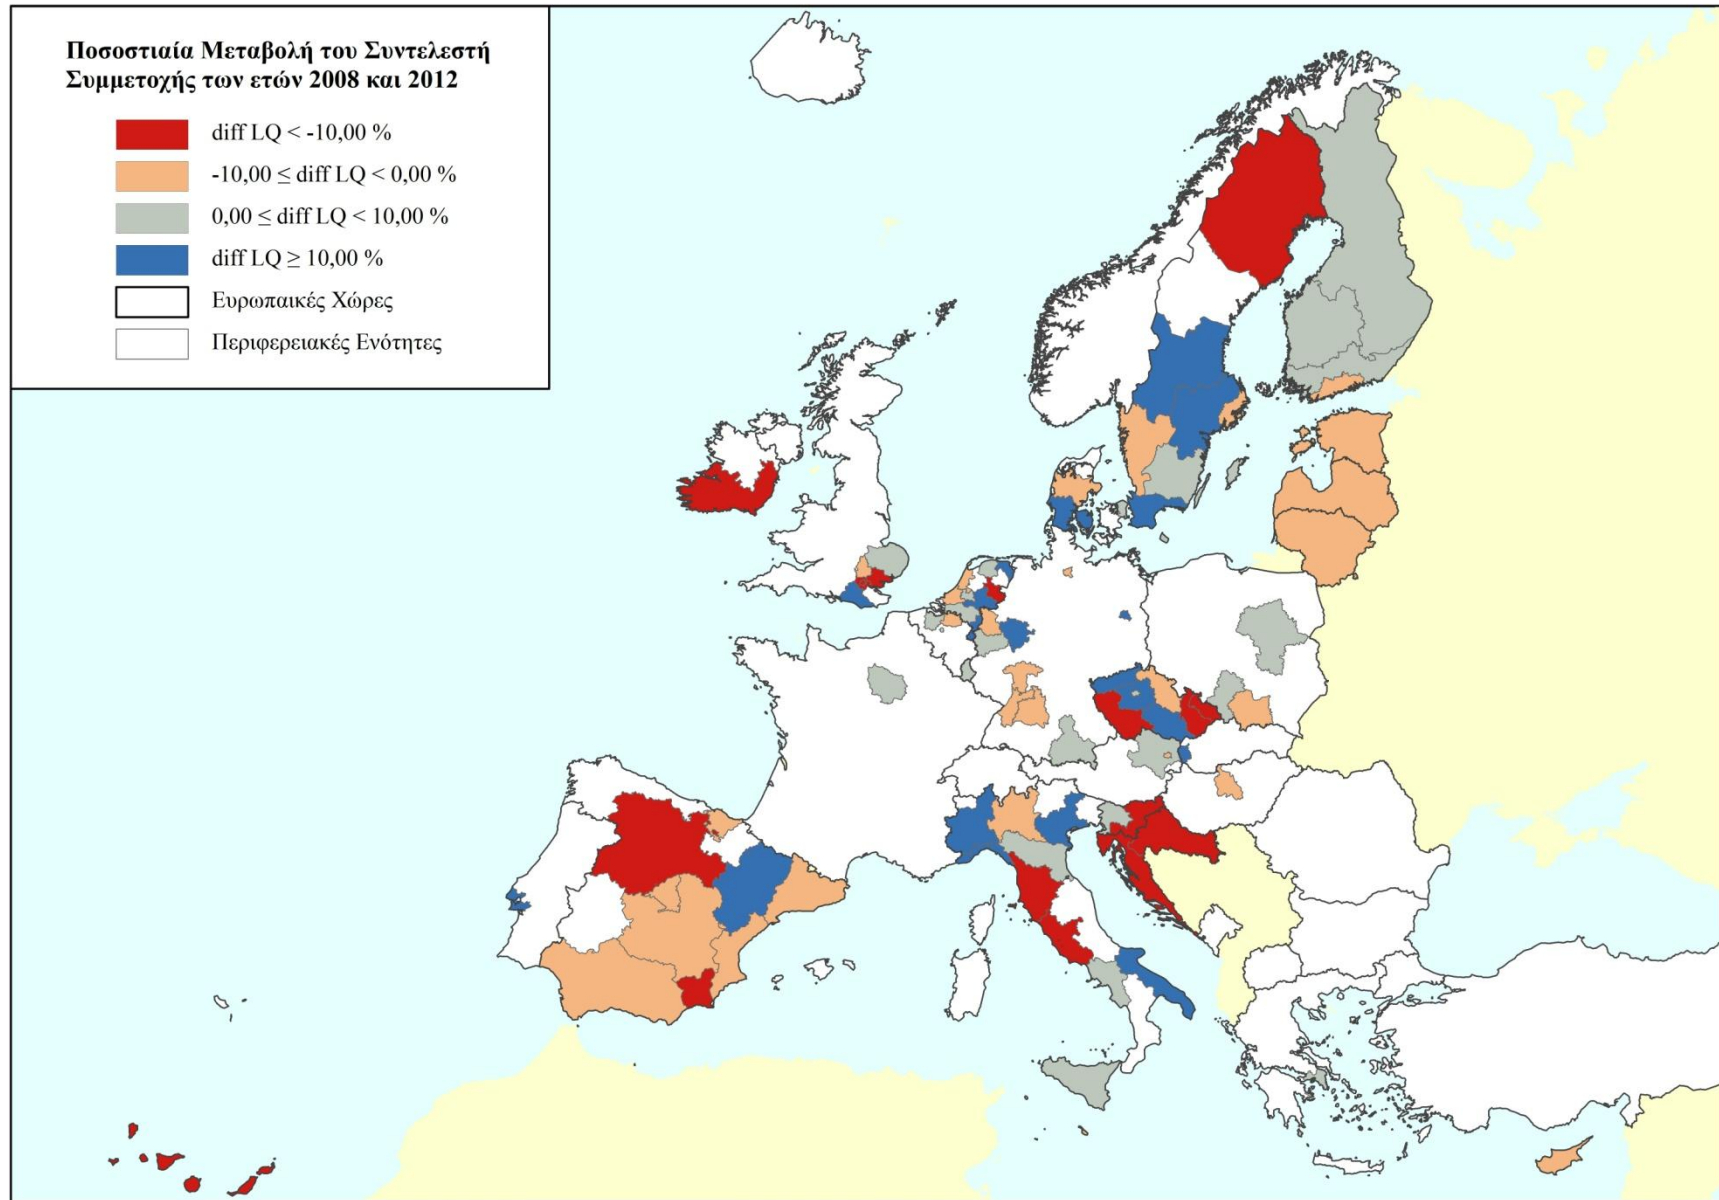 Ποσοστιαία Μεταβολή του Συντελεστή
Συμμετοχής των ετών 2008 και 2012
diff LQ < -10,00 %
-10,00 ≤ diff LQ < 0,00 %
0,00 ≤ diff LQ < 10,00 %
diff LQ ≥ 10,00 %
Ευρωπαικές Χώρες
Περιφερειακές Ενότητες